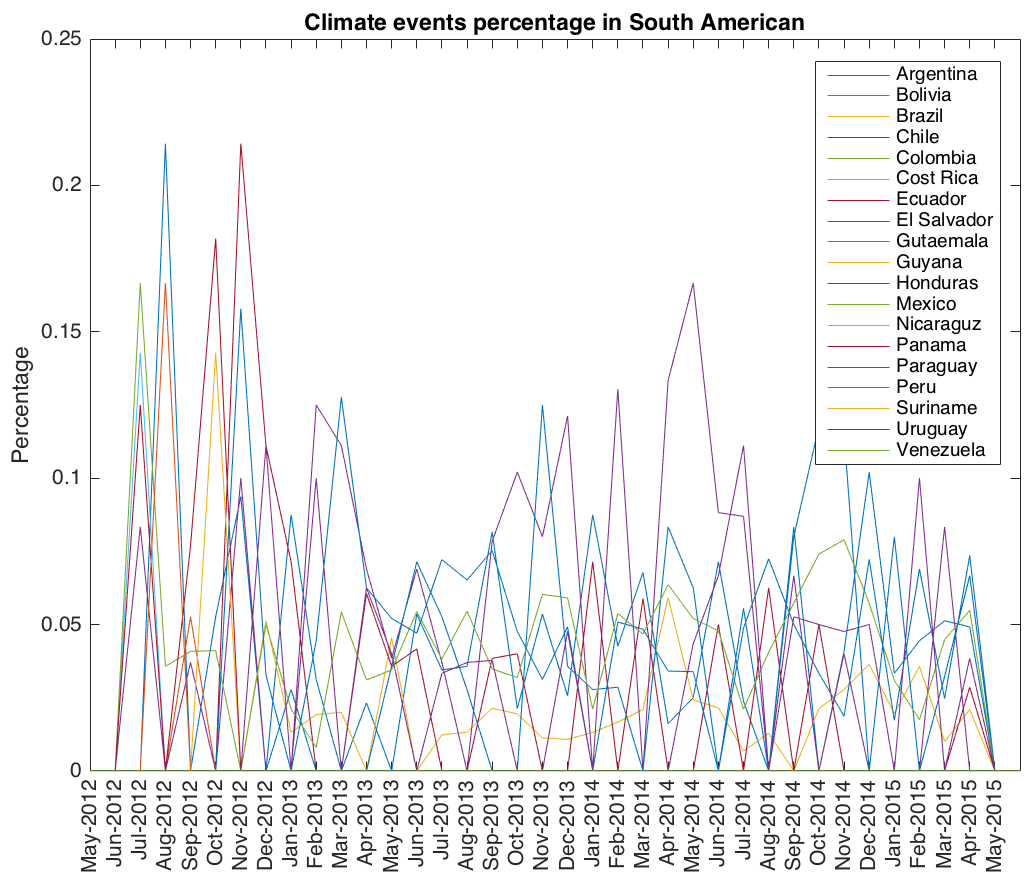 Climate events percentage in South American
0.25
0.2
0.15
0.1
0.05
0
Percentage
Argentina
Bolivia
Brazil
Chile
Colombia
Cost Rica
Ecuador
El Salvador
Gutaemala
Guyana
Honduras
Mexico
Nicaraguz
Panama
Paraguay
Peru
Suriname
Uruguay
Venezuela
May-2012
Jun-2012
Jul-2012
Aug-2012
Sep-2012
Oct-2012
Nov-2012
Dec-2012
Jan-2013
Feb-2013
Mar-2013
Apr-2013
May-2013
Jun-2013
Jul-2013
Aug-2013
Sep-2013
Oct-2013
Nov-2013
Dec-2013
Jan-2014
Feb-2014
Mar-2014
Apr-2014
May-2014
Jun-2014
Jul-2014
Aug-2014
Sep-2014
Oct-2014
Nov-2014
Dec-2014
Jan-2015
Feb-2015
Mar-2015
Apr-2015
May-2015